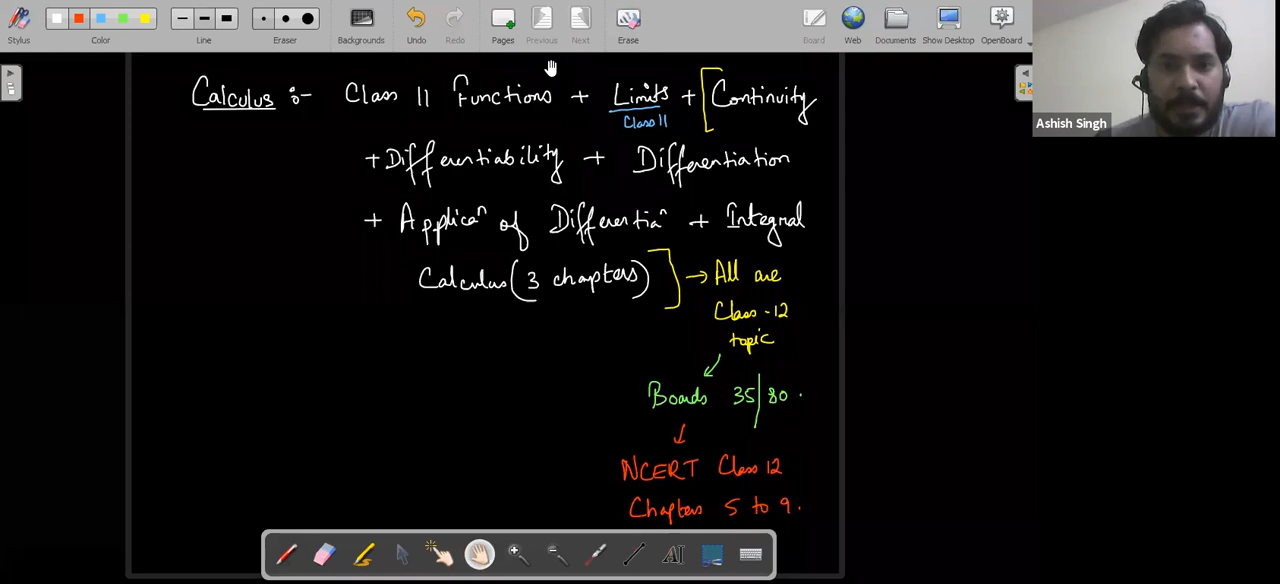 Stylus
Color
Line
Eraser
Backgrounds
Undo
Redo
Pages
Previous
Next
Erase
Board
Web
Documents
Show Desktop
OpenBoard
Ashish Singh
Calculus :- Class 11 Functions + Limits + [Continuity
Class 11
+ Differentiability + Differentiation
+ Applicaⁿ of Differentiaⁿ + Integral
Calculus (3 chapters) ] → All are
Class-12
topic
Boards 35/80.
NCERT Class 12
Chapters 5 to 9.
AI